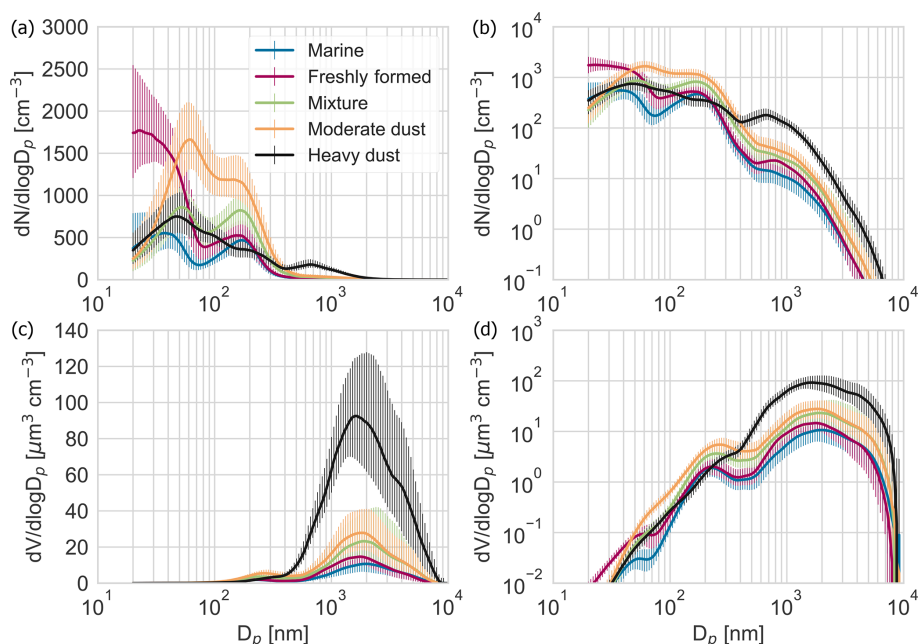 (a)
3000
2500
2000
1500
1000
500
0
dN/dlogDₚ [cm⁻³]
10¹ 10² 10³ 10⁴
Marine
Freshly formed
Mixture
Moderate dust
Heavy dust
(b)
10⁴
10³
10²
10¹
10⁰
10⁻¹
dN/dlogDₚ [cm⁻³]
10¹ 10² 10³ 10⁴
(c)
140
120
100
80
60
40
20
0
dV/dlogDₚ [μm³ cm⁻³]
10¹ 10² 10³ 10⁴
Dₚ [nm]
(d)
10³
10²
10¹
10⁰
10⁻¹
10⁻²
dV/dlogDₚ [μm³ cm⁻³]
10¹ 10² 10³ 10⁴
Dₚ [nm]